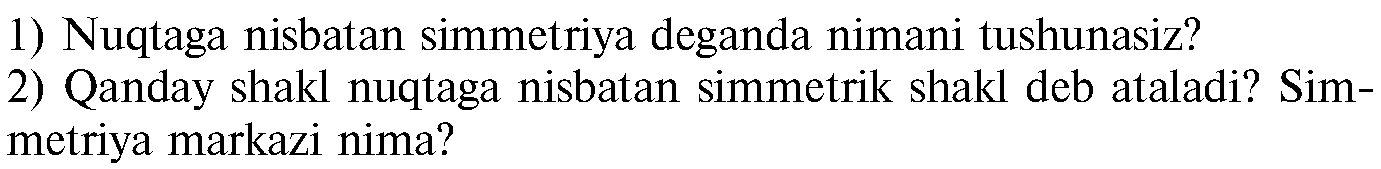 1) Nuqtaga nisbatan simmetriya deganda nimani tushunasiz?
2) Qanday shakl nuqtaga nisbatan simmetrik shakl deb ataladi? Sim-
metriya markazi nima?